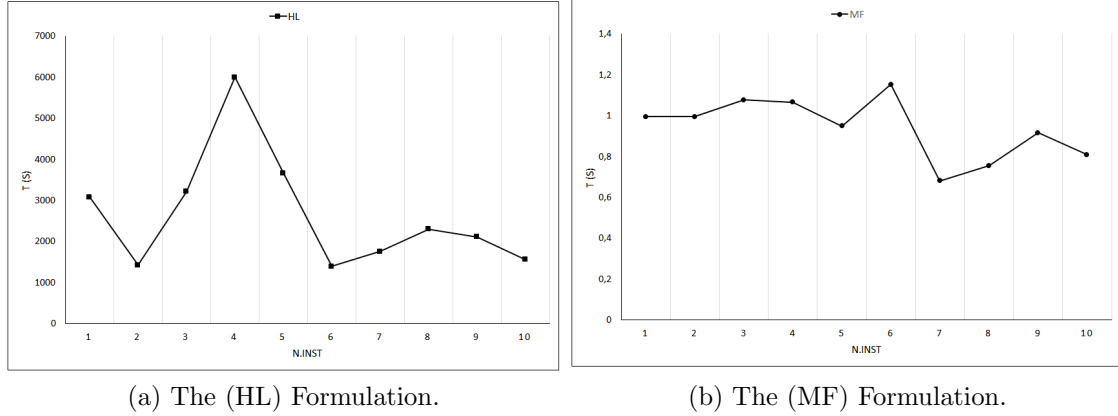 HL
7000
6000
5000
4000
3000
2000
1000
0
T (S)
1 2 3 4 5 6 7 8 9 10
N.INST
(a) The (HL) Formulation.
MF
1,4
1,2
1
0,8
0,6
0,4
0,2
0
T (S)
1 2 3 4 5 6 7 8 9 10
N.INST
(b) The (MF) Formulation.